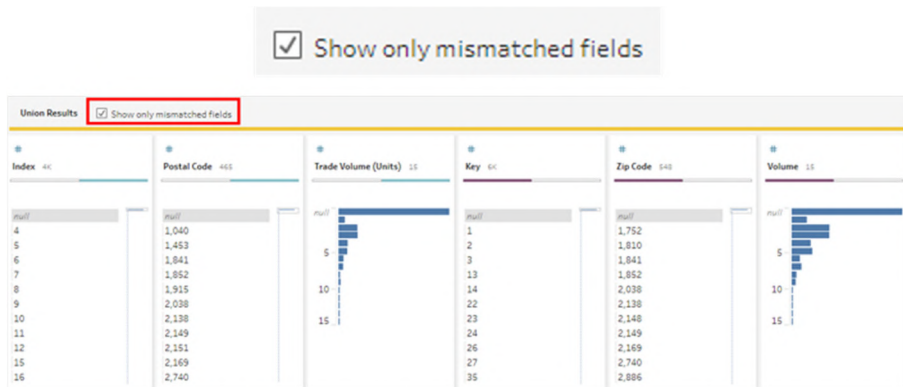 Show only mismatched fields
Union Results Show only mismatched fields
Index 4K Postal Code 465 Trade Volume (Units) 15 Key 6K Zip Code 548 Volume 15
null null null null null null
4 1,040 1 1,752
5 1,453 2 1,810
6 1,841 5 3 1,841 5
7 1,852 13 1,852
8 1,915 10 14 2,038 10
9 2,038 22 2,138
10 2,138 23 2,148
11 2,149 15 24 2,149 15
12 2,151 26 2,169
15 2,169 27 2,740
16 2,740 35 2,886